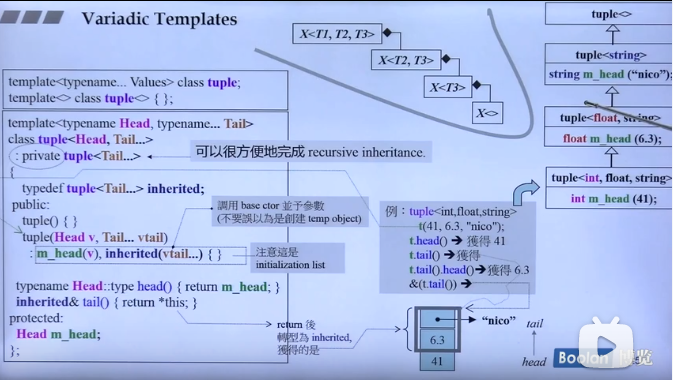 Variadic Templates
X<T1, T2, T3>
X<T2, T3>
X<T3>
X<>
tuple<>
tuple<string>
string m_head (“nico”);
tuple<float, string>
float m_head (6.3);
tuple<int, float, string>
int m_head (41);
template<typename... Values> class tuple;
template<> class tuple<> { };
template<typename Head, typename... Tail>
class tuple<Head, Tail...>
: private tuple<Tail...>
{
typedef tuple<Tail...> inherited;
public:
tuple() { }
tuple(Head v, Tail... vtail)
: m_head(v), inherited(vtail...) { }
typename Head::type head() { return m_head; }
inherited& tail() { return *this; }
protected:
Head m_head;
};
可以很方便地完成 recursive inheritance.
調用 base ctor 並予參數
(不要誤以為是創建 temp object)
注意這是
initialization list
return 後
轉型為 inherited,
獲得的是
例：tuple<int,float,string>
t(41, 6.3, "nico");
t.head() → 獲得 41
t.tail() → 獲得
t.tail().head() → 獲得 6.3
&(t.tail()) →
“nico”
6.3
41
tail
head
Boolan
博览